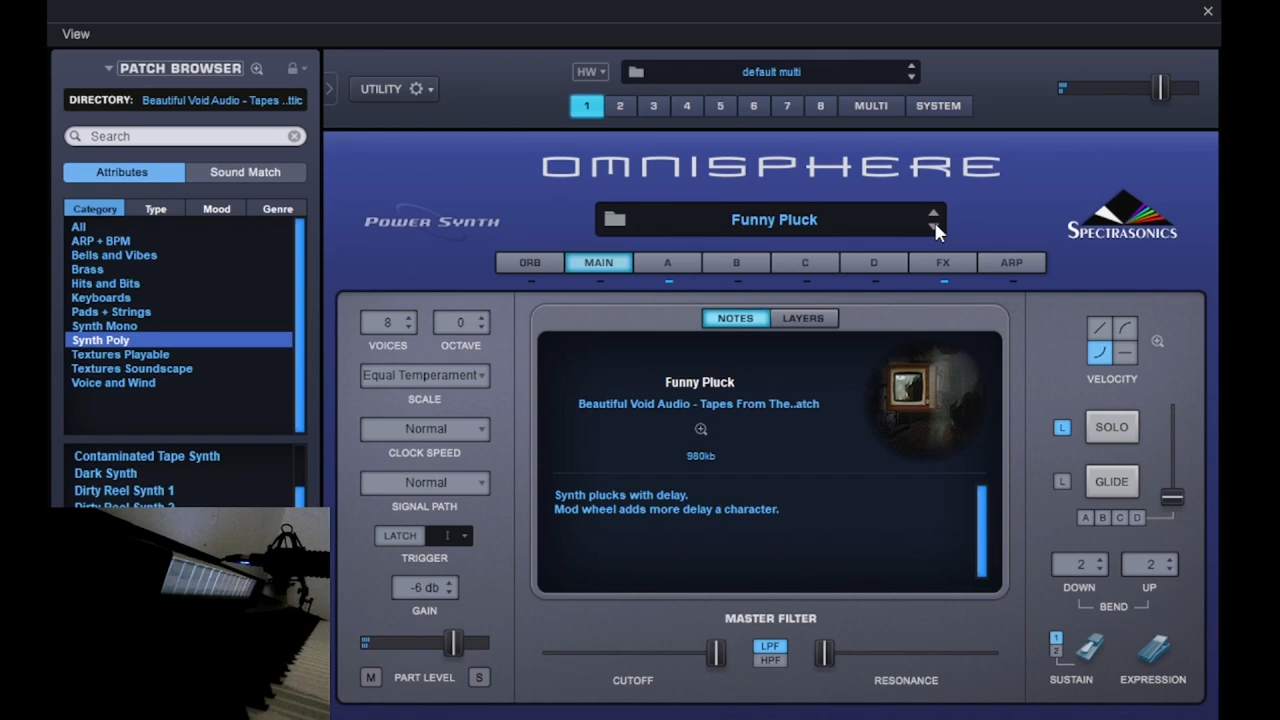 View
PATCH BROWSER
DIRECTORY: Beautiful Void Audio - Tapes ..ttic
Search
Attributes
Sound Match
Category
Type
Mood
Genre
All
ARP + BPM
Bells and Vibes
Brass
Hits and Bits
Keyboards
Pads + Strings
Synth Mono
Synth Poly
Textures Playable
Textures Soundscape
Voice and Wind
Contaminated Tape Synth
Dark Synth
Dirty Reel Synth 1
Dirty Reel Synth 2
UTILITY
HW
default multi
1 2 3 4 5 6 7 8 MULTI SYSTEM
OMNISPHERE
POWER SYNTH
Funny Pluck
SPECTRASONICS
ORB MAIN A B C D FX ARP
8
VOICES
0
OCTAVE
Equal Temperament
SCALE
Normal
CLOCK SPEED
Normal
SIGNAL PATH
LATCH I
TRIGGER
-6 db
GAIN
M PART LEVEL S
NOTES LAYERS
Funny Pluck
Beautiful Void Audio - Tapes From The..atch
980kb
Synth plucks with delay.
Mod wheel adds more delay a character.
MASTER FILTER
LPF
HPF
CUTOFF
RESONANCE
VELOCITY
L SOLO
L GLIDE
A B C D
2
DOWN
2
UP
BEND
1
2
SUSTAIN
EXPRESSION